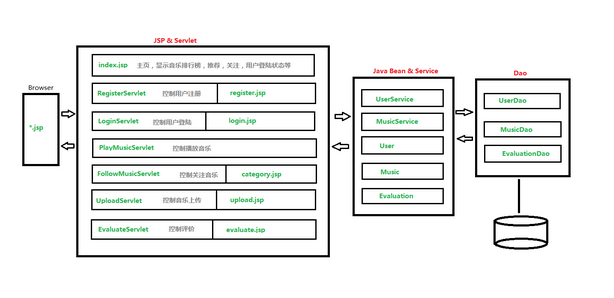 JSP & Servlet
index.jsp 主页，显示音乐排行榜，推荐，关注，用户登陆状态等
RegisterServlet 控制用户注册 register.jsp
LoginServlet 控制用户登陆 login.jsp
PlayMusicServlet 控制播放音乐
FollowMusicServlet 控制关注音乐 category.jsp
UploadServlet 控制音乐上传 upload.jsp
EvaluateServlet 控制评价 evaluate.jsp
Browser
*.jsp
Java Bean & Service
UserService
MusicService
User
Music
Evaluation
Dao
UserDao
MusicDao
EvaluationDao